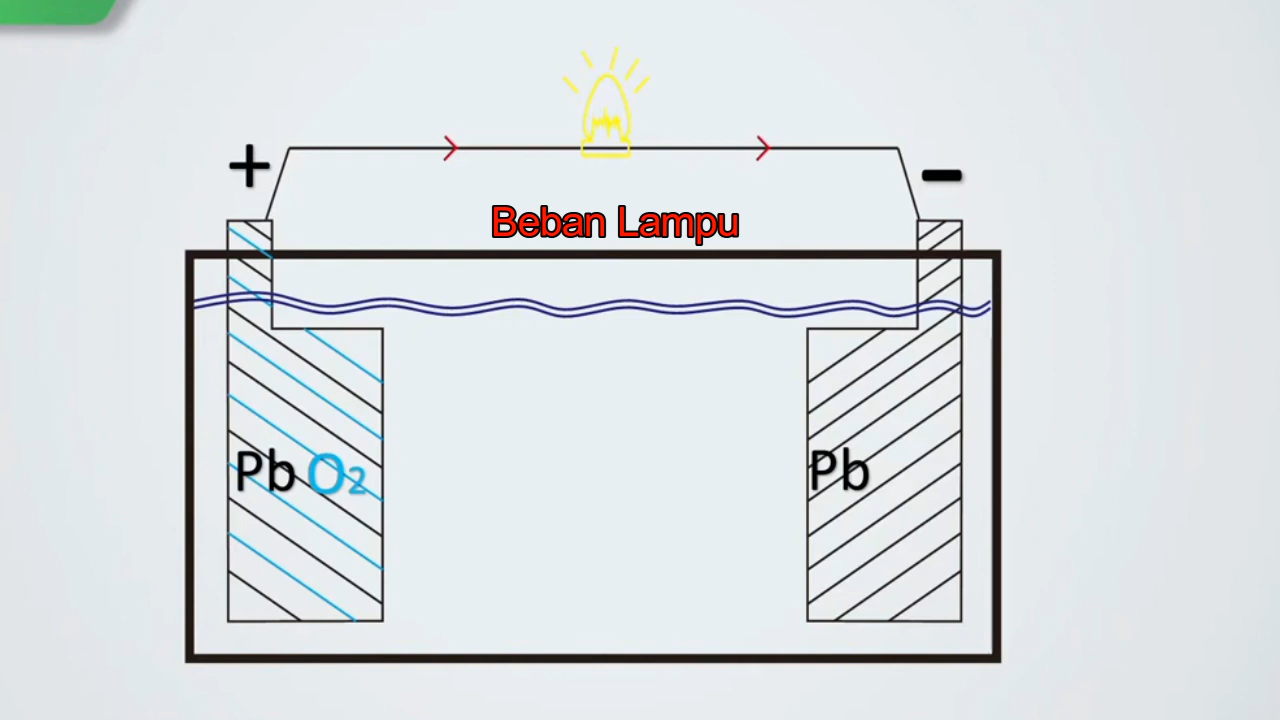 +
-
Beban Lampu
Pb O₂
Pb